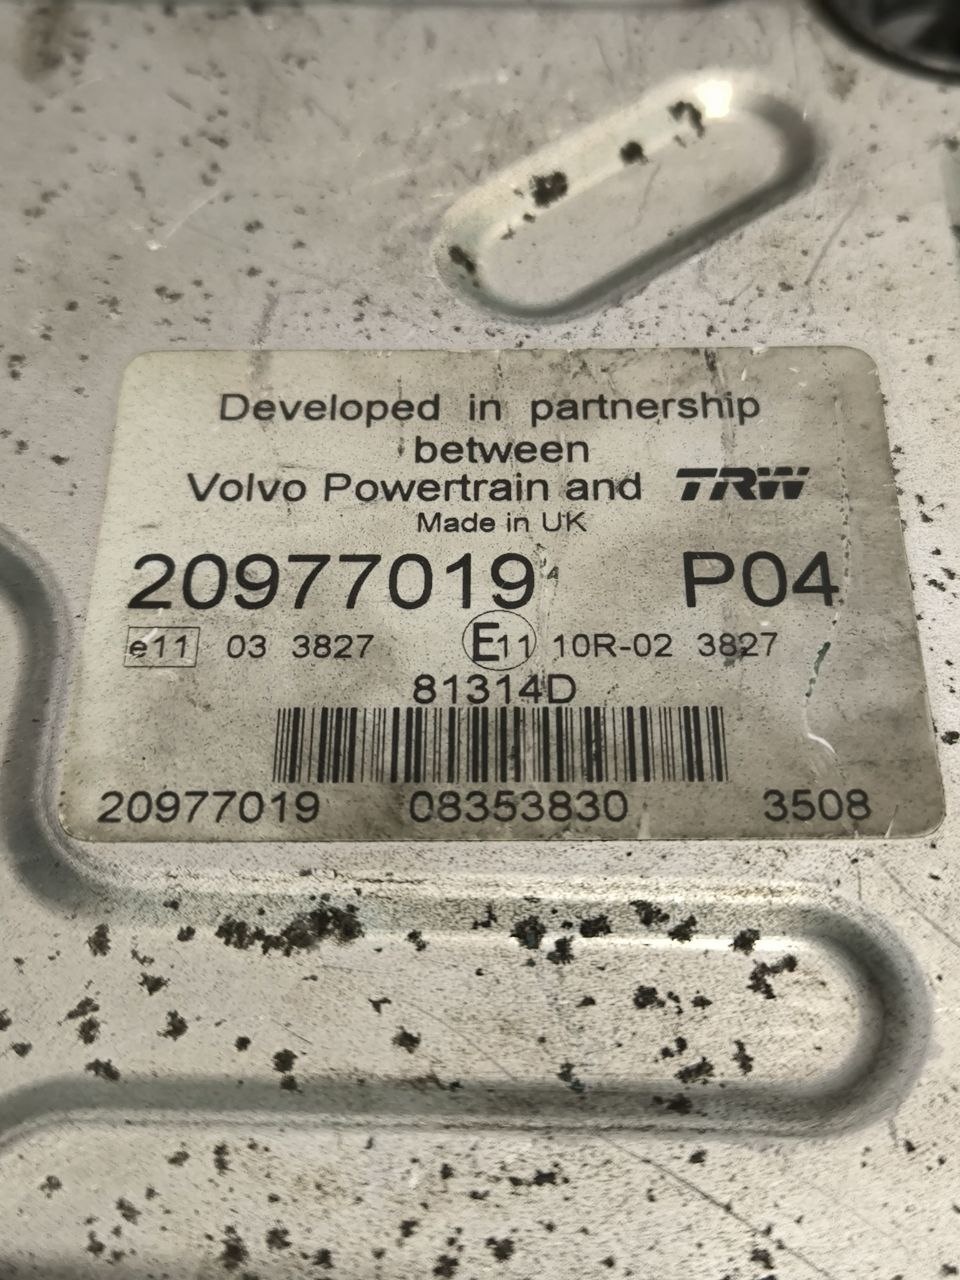 Developed in partnership
between
Volvo Powertrain and TRW
Made in UK
20977019 P04
e11 03 3827 E11 10R-02 3827
81314D
20977019 08353830 3508